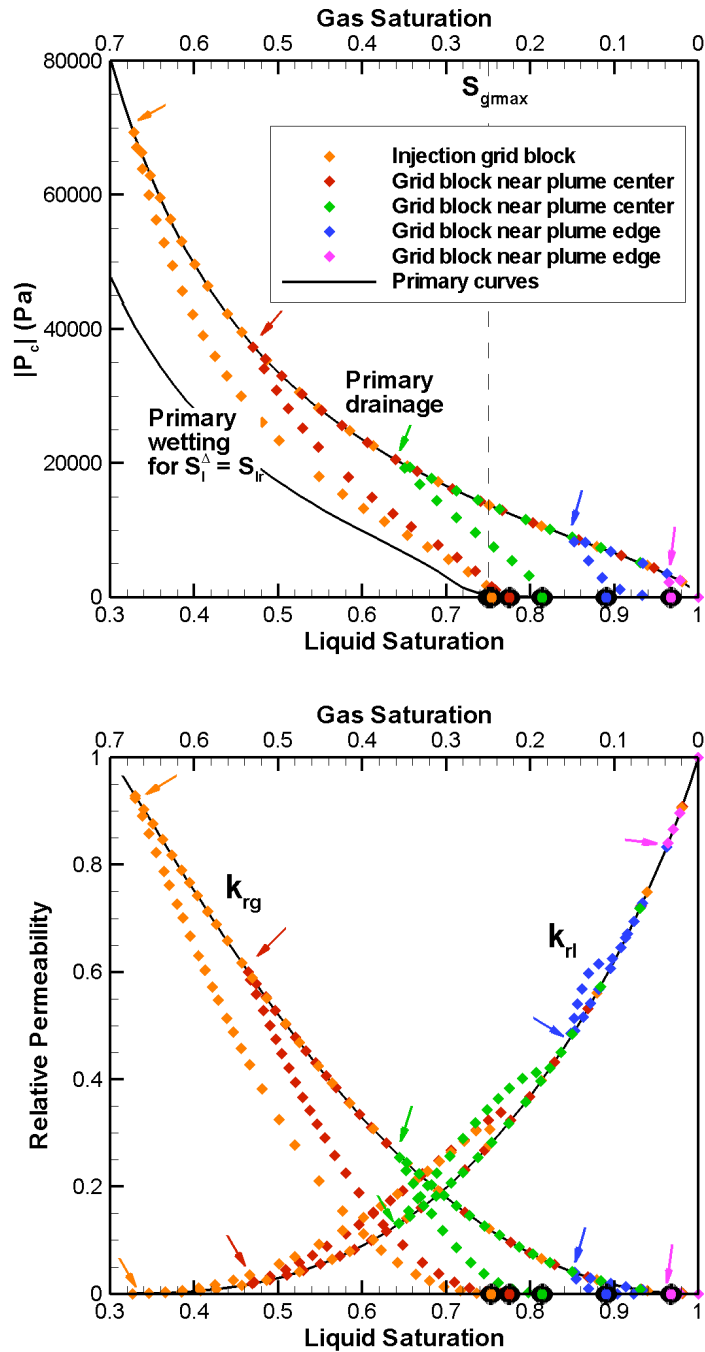 Gas Saturation
0.7 0.6 0.5 0.4 0.3 0.2 0.1 0
80000
60000
40000
20000
0
|Pc| (Pa)
Sgrmax
Injection grid block
Grid block near plume center
Grid block near plume center
Grid block near plume edge
Grid block near plume edge
Primary curves
Primary
drainage
Primary
wetting
for SlΔ = Slr
0.3 0.4 0.5 0.6 0.7 0.8 0.9 1
Liquid Saturation
Gas Saturation
0.7 0.6 0.5 0.4 0.3 0.2 0.1 0
1
0.8
0.6
0.4
0.2
0
Relative Permeability
krg
krl
0.3 0.4 0.5 0.6 0.7 0.8 0.9 1
Liquid Saturation